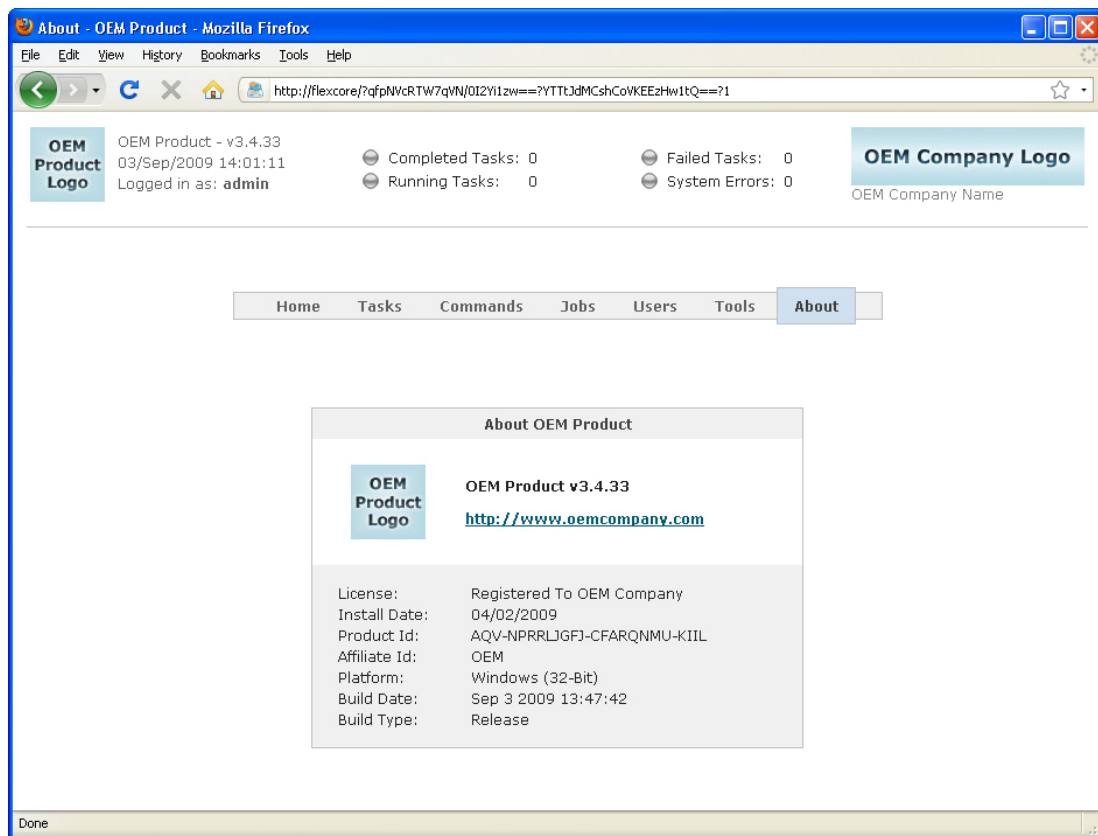 About - OEM Product - Mozilla Firefox
File Edit View History Bookmarks Tools Help
http://flexcore/?qfpNVcRTW7qVN/0I2Yi1zw==?YTTtJdMCshCoVKEEzHw1tQ==?1
OEM Product Logo
OEM Product - v3.4.33
03/Sep/2009 14:01:11
Logged in as: admin
Completed Tasks: 0
Running Tasks: 0
Failed Tasks: 0
System Errors: 0
OEM Company Logo
OEM Company Name
Home Tasks Commands Jobs Users Tools About
About OEM Product
OEM
Product
Logo
OEM Product v3.4.33
http://www.oemcompany.com
License: Registered To OEM Company
Install Date: 04/02/2009
Product Id: AQV-NPRRLJGFJ-CFARQNMU-KIIL
Affiliate Id: OEM
Platform: Windows (32-Bit)
Build Date: Sep 3 2009 13:47:42
Build Type: Release
Done